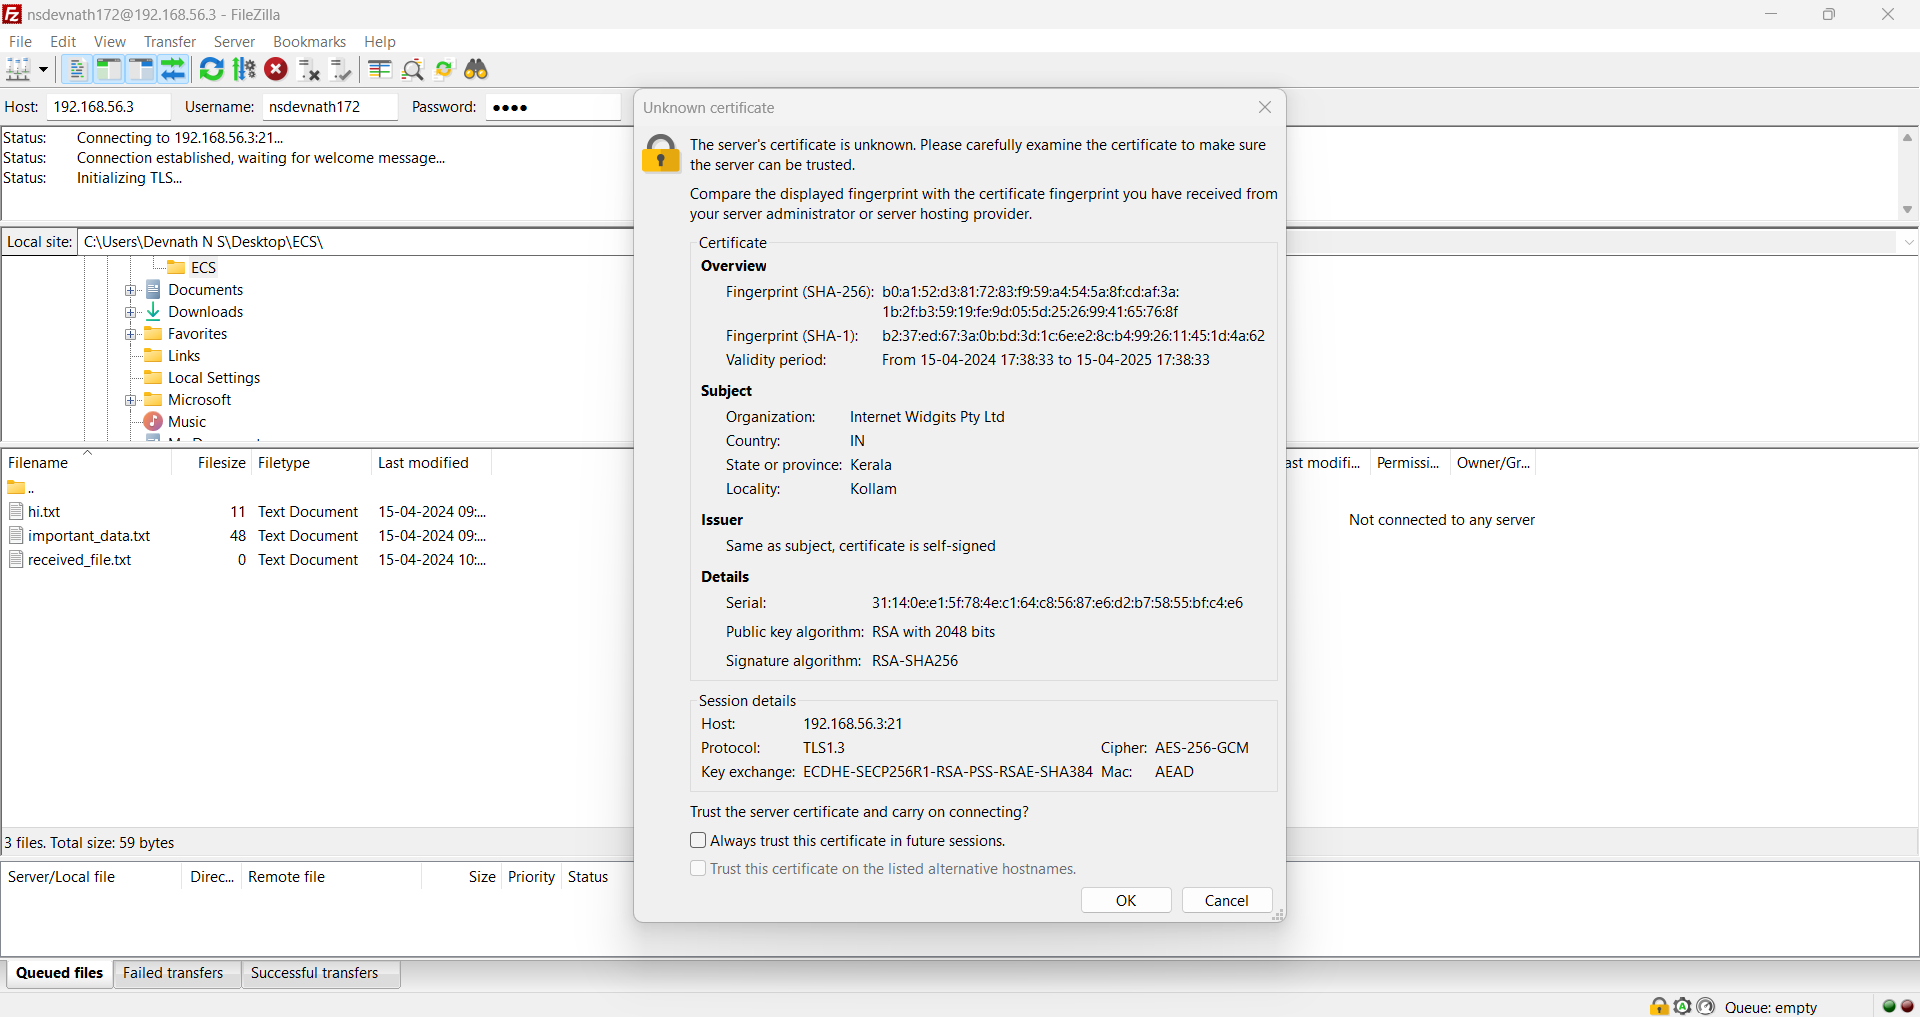 nsdevnath172@192.168.56.3 - FileZilla
File Edit View Transfer Server Bookmarks Help
Host: 192.168.56.3 Username: nsdevnath172 Password: ●●●●
Status: Connecting to 192.168.56.3:21...
Status: Connection established, waiting for welcome message...
Status: Initializing TLS...
Local site: C:\Users\Devnath N S\Desktop\ECS\
ECS
Documents
Downloads
Favorites
Links
Local Settings
Microsoft
Music
Filename Filesize Filetype Last modified
..
hi.txt 11 Text Document 15-04-2024 09:...
important_data.txt 48 Text Document 15-04-2024 09:...
received_file.txt 0 Text Document 15-04-2024 10:...
3 files. Total size: 59 bytes
Unknown certificate
The server's certificate is unknown. Please carefully examine the certificate to make sure
the server can be trusted.
Compare the displayed fingerprint with the certificate fingerprint you have received from
your server administrator or server hosting provider.
Certificate
Overview
Fingerprint (SHA-256): b0:a1:52:d3:81:72:83:f9:59:a4:54:5a:8f:cd:af:3a:
1b:2f:b3:59:19:fe:9d:05:5d:25:26:99:41:65:76:8f
Fingerprint (SHA-1): b2:37:ed:67:3a:0b:bd:3d:1c:6e:e2:8c:b4:99:26:11:45:1d:4a:62
Validity period: From 15-04-2024 17:38:33 to 15-04-2025 17:38:33
Subject
Organization: Internet Widgits Pty Ltd
Country: IN
State or province: Kerala
Locality: Kollam
Issuer
Same as subject, certificate is self-signed
Details
Serial: 31:14:0e:e1:5f:78:4e:c1:64:c8:56:87:e6:d2:b7:58:55:bf:c4:e6
Public key algorithm: RSA with 2048 bits
Signature algorithm: RSA-SHA256
Session details
Host: 192.168.56.3:21
Protocol: TLS1.3 Cipher: AES-256-GCM
Key exchange: ECDHE-SECP256R1-RSA-PSS-RSAE-SHA384 Mac: AEAD
Trust the server certificate and carry on connecting?
Always trust this certificate in future sessions.
Trust this certificate on the listed alternative hostnames.
OK Cancel
ast modifi... Permissi... Owner/Gr...
Not connected to any server
Server/Local file Direc... Remote file Size Priority Status
Queued files Failed transfers Successful transfers
Queue: empty